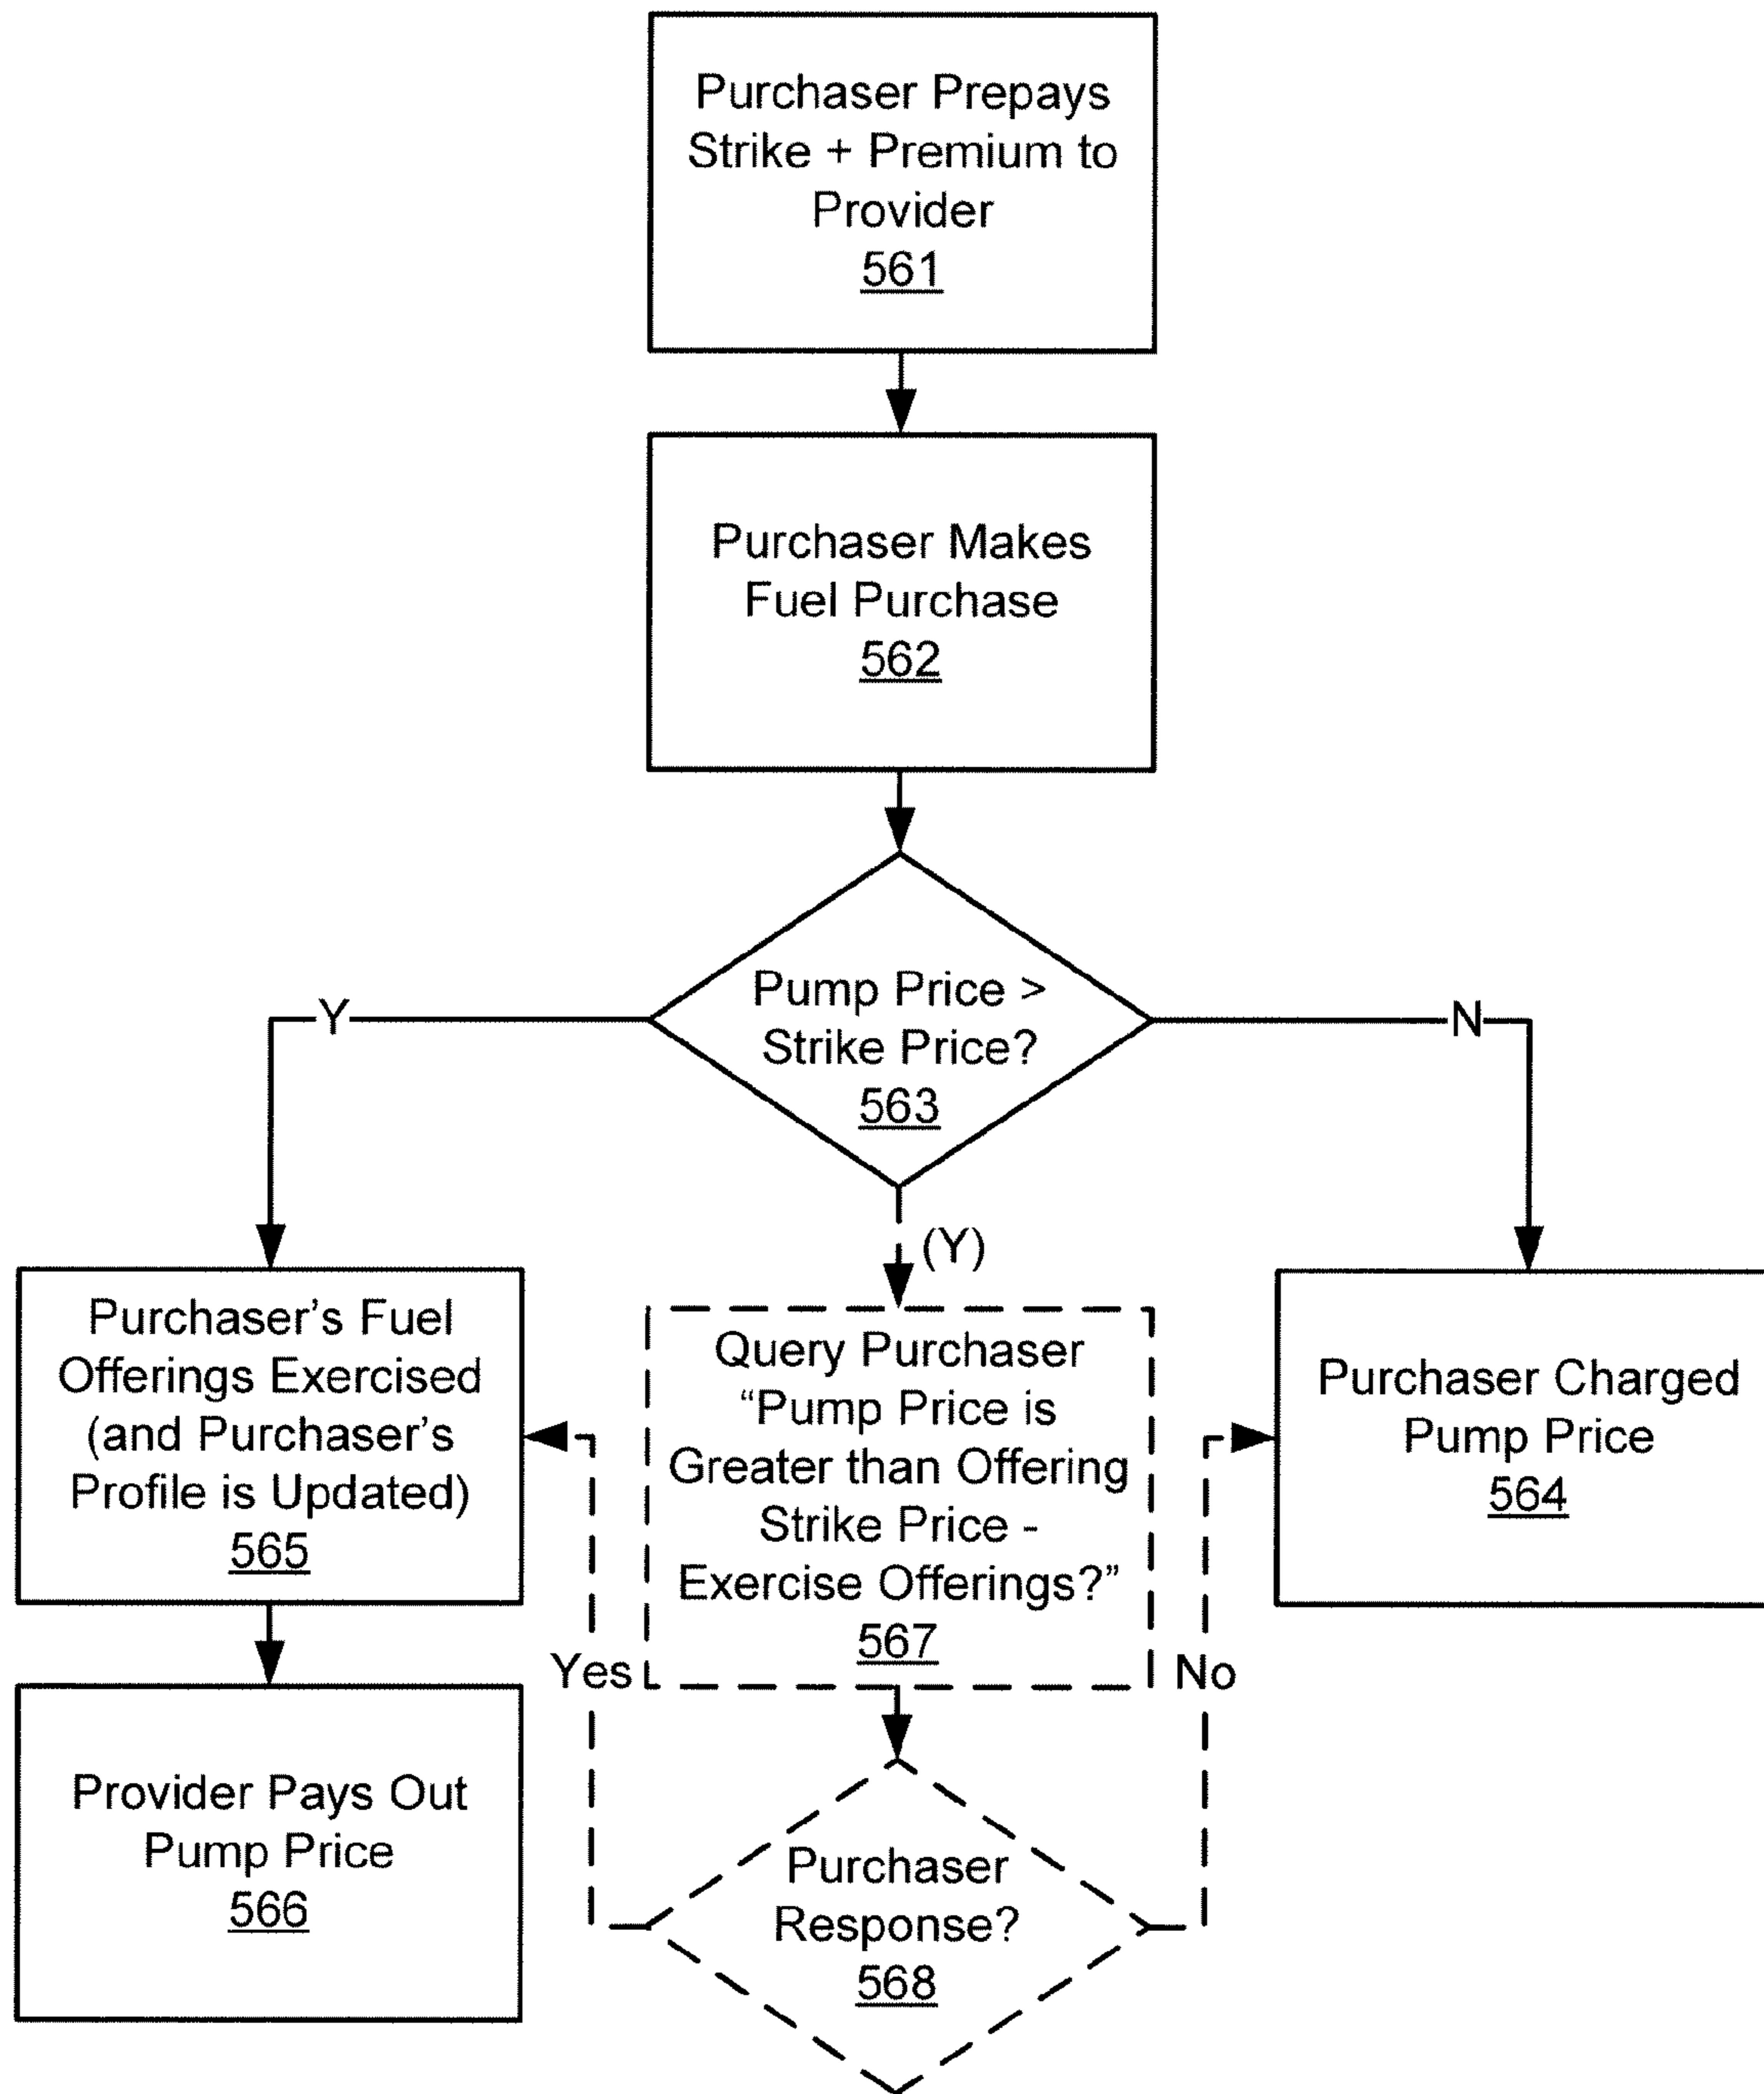 Purchaser Prepays
Strike + Premium to
Provider
561
Purchaser Makes
Fuel Purchase
562
Pump Price >
Strike Price?
563
Y
N
(Y)
Purchaser's Fuel
Offerings Exercised
(and Purchaser's
Profile is Updated)
565
Query Purchaser
“Pump Price is
Greater than Offering
Strike Price -
Exercise Offerings?”
567
Purchaser Charged
Pump Price
564
Yes
No
Provider Pays Out
Pump Price
566
Purchaser
Response?
568